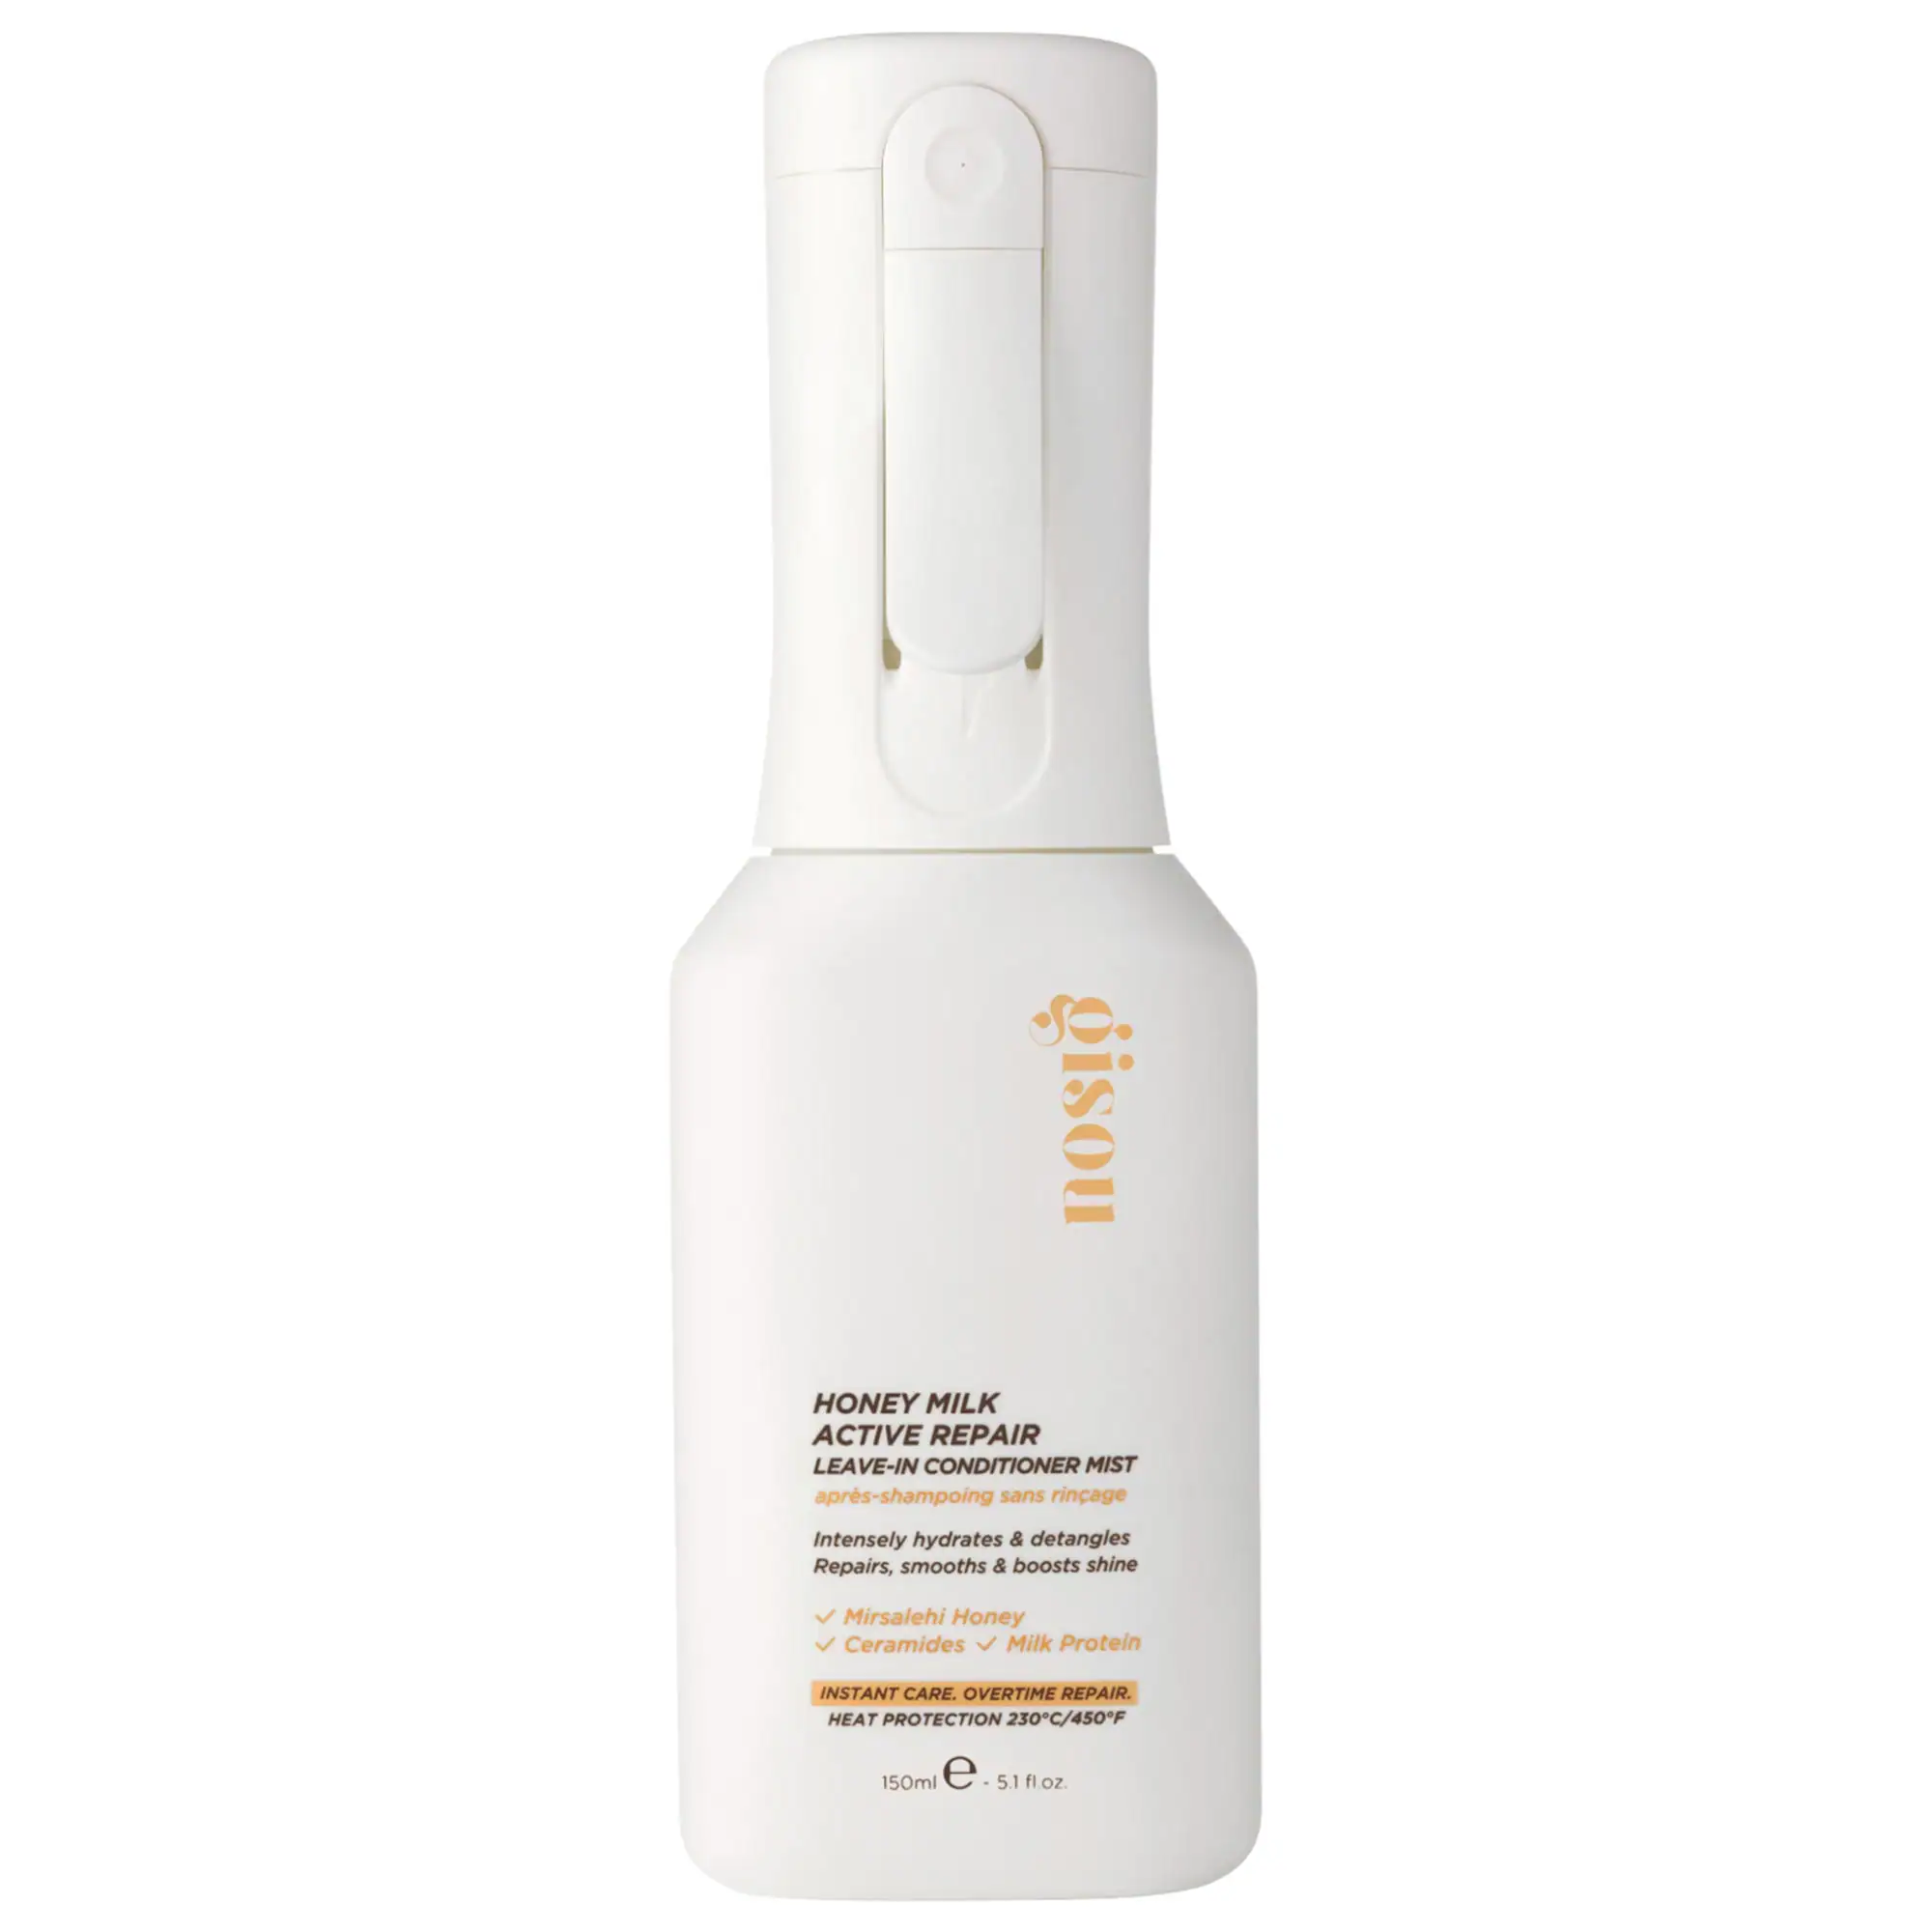 gisou
HONEY MILK
ACTIVE REPAIR
LEAVE-IN CONDITIONER MIST
après-shampoing sans rinçage
Intensely hydrates & detangles
Repairs, smooths & boosts shine
✓ Mirsalehi Honey
✓ Ceramides ✓ Milk Protein
INSTANT CARE. OVERTIME REPAIR.
HEAT PROTECTION 230°C/450°F
150ml ℮ - 5.1 fl.oz.